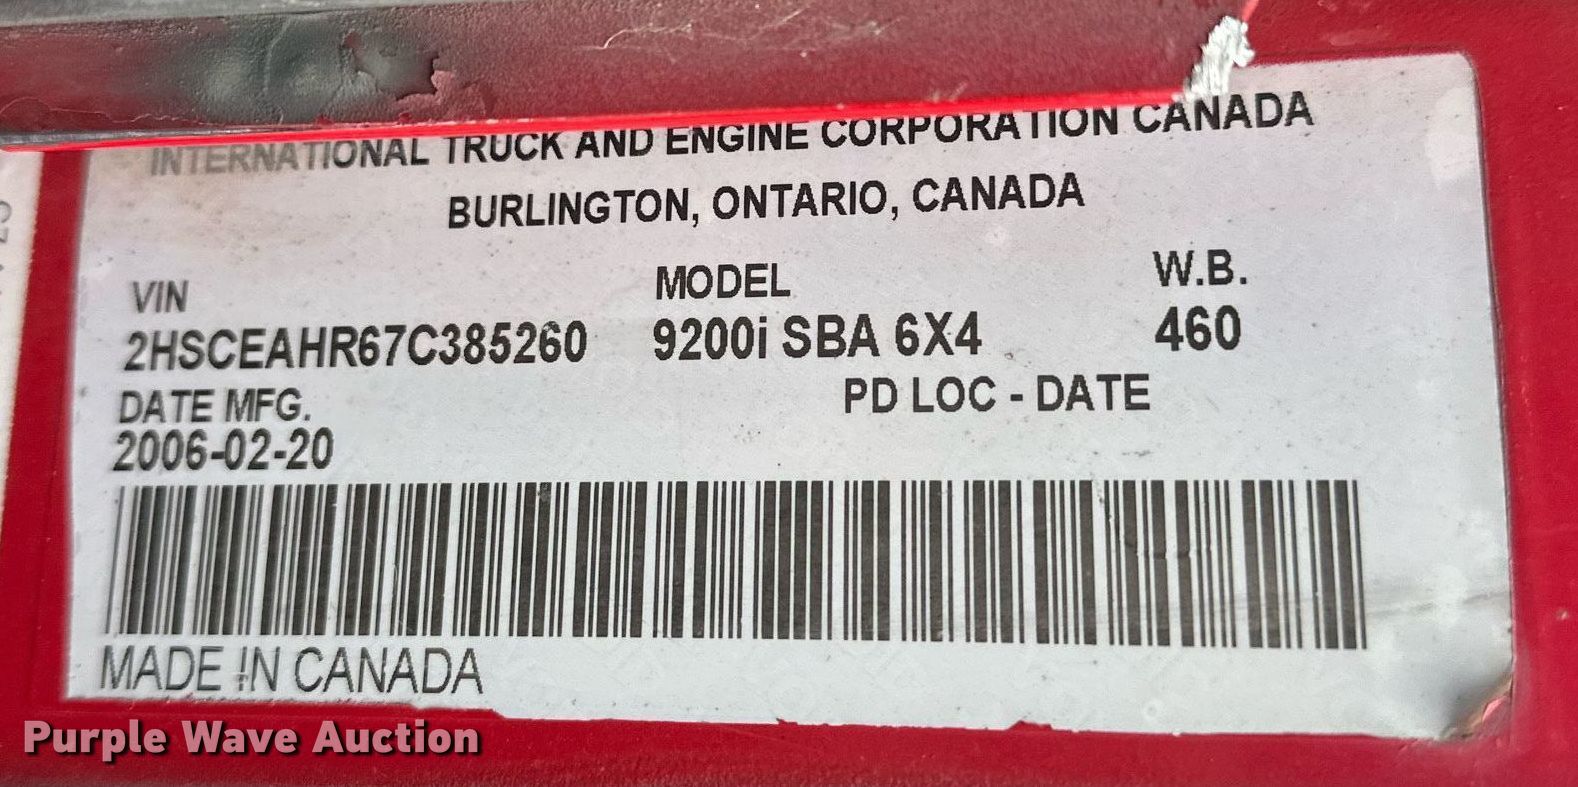 INTERNATIONAL TRUCK AND ENGINE CORPORATION CANADA
BURLINGTON, ONTARIO, CANADA
VIN MODEL W.B.
2HSCEAHR67C385260 9200i SBA 6X4 460
DATE MFG. PD LOC - DATE
2006-02-20
MADE IN CANADA
Purple Wave Auction